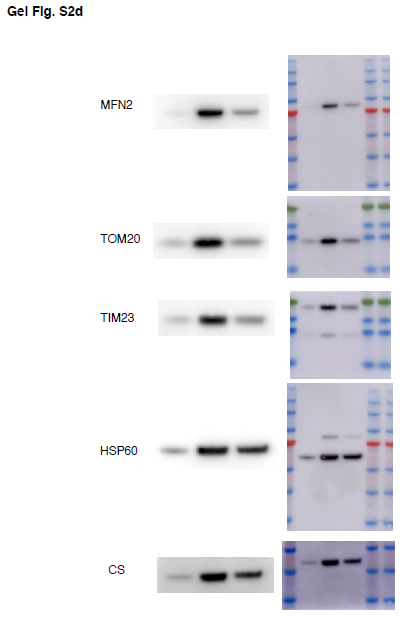 Gel Fig. S2d
MFN2
TOM20
TIM23
HSP60
CS